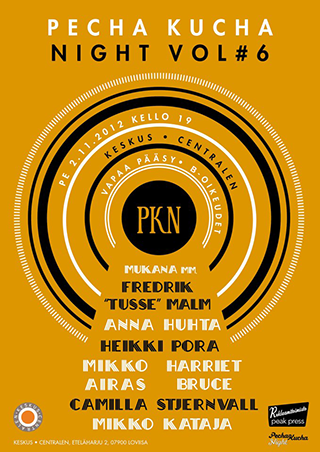 PECHA KUCHA
NIGHT VOL#6
PE 2.11.2012 KELLO 19
KESKUS • CENTRALEN
VAPAA PÄÄSY • B-OIKEUDET
PKN
MUKANA MM.
FREDRIK
"TUSSE" MALM
ANNA HUHTA
HEIKKI PORA
MIKKO HARRIET
AIRAS BRUCE
CAMILLA STJERNVALL
MIKKO KATAJA
peak press
PechaKucha
Night
KESKUS • CENTRALEN, ETELÄHARJU 2, 07900 LOVIISA